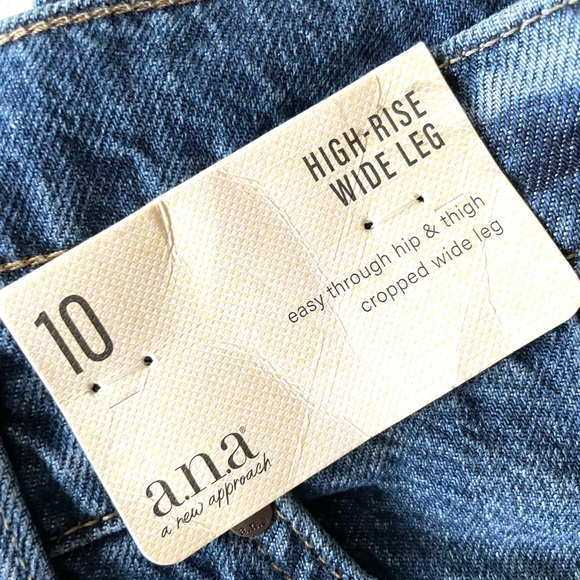 HIGH-RISE
WIDE LEG
easy through hip & thigh
cropped wide leg
10
a.n.a®
a new approach
a.n.a